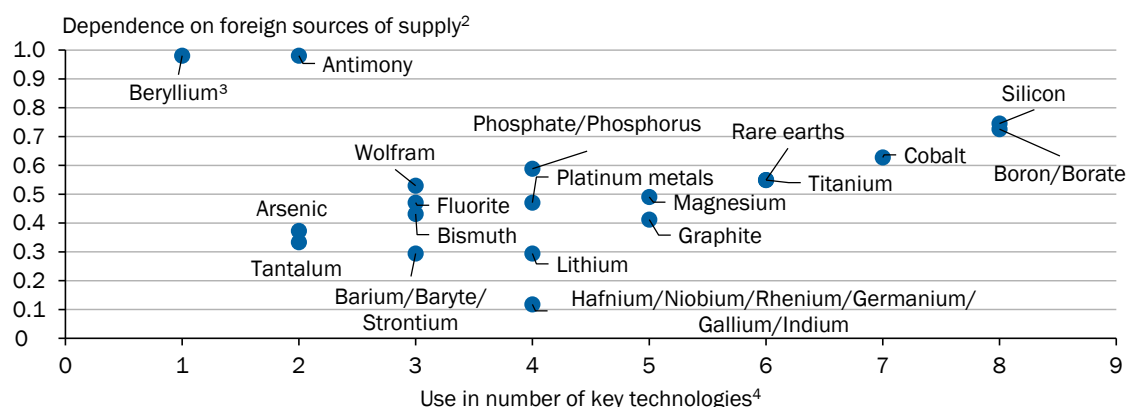 Dependence on foreign sources of supply²
1.0
0.9
0.8
0.7
0.6
0.5
0.4
0.3
0.2
0.1
0
Beryllium³
Antimony
Silicon
Phosphate/Phosphorus
Rare earths
Wolfram
Cobalt
Boron/Borate
Platinum metals
Titanium
Arsenic
Fluorite
Magnesium
Bismuth
Graphite
Tantalum
Lithium
Barium/Baryte/
Strontium
Hafnium/Niobium/Rhenium/Germanium/
Gallium/Indium
0 1 2 3 4 5 6 7 8 9
Use in number of key technologies⁴